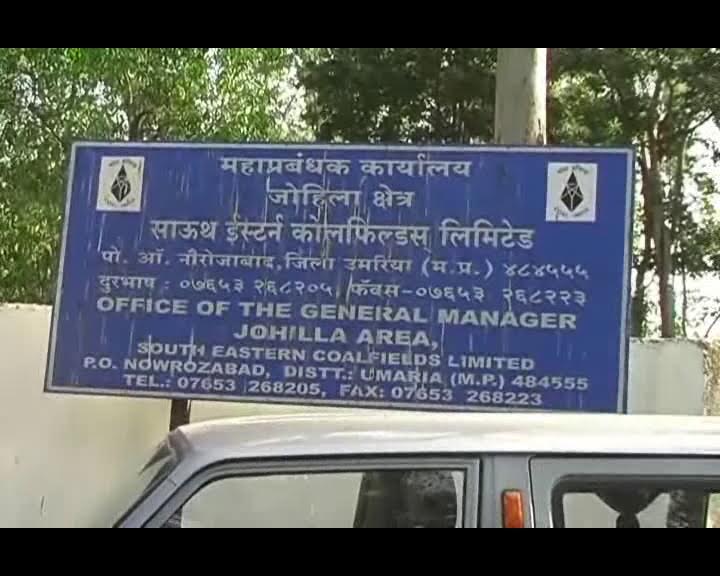 महाप्रबंधक कार्यालय
जोहिला क्षेत्र
साऊथ ईस्टर्न कोलफिल्डस लिमिटेड
पो. ऑ. नौरोजाबाद, जिला उमरिया (म.प्र.) ४८४५५५
दुरभाष : ०७६५३ २६८२०५, फॅक्स-०७६५३ २६८२२३
OFFICE OF THE GENERAL MANAGER
JOHILLA AREA,
SOUTH EASTERN COALFIELDS LIMITED
P.O. NOWROZABAD, DISTT.: UMARIA (M.P.) 484555
TEL.: 07653 268205, FAX: 07653 268223